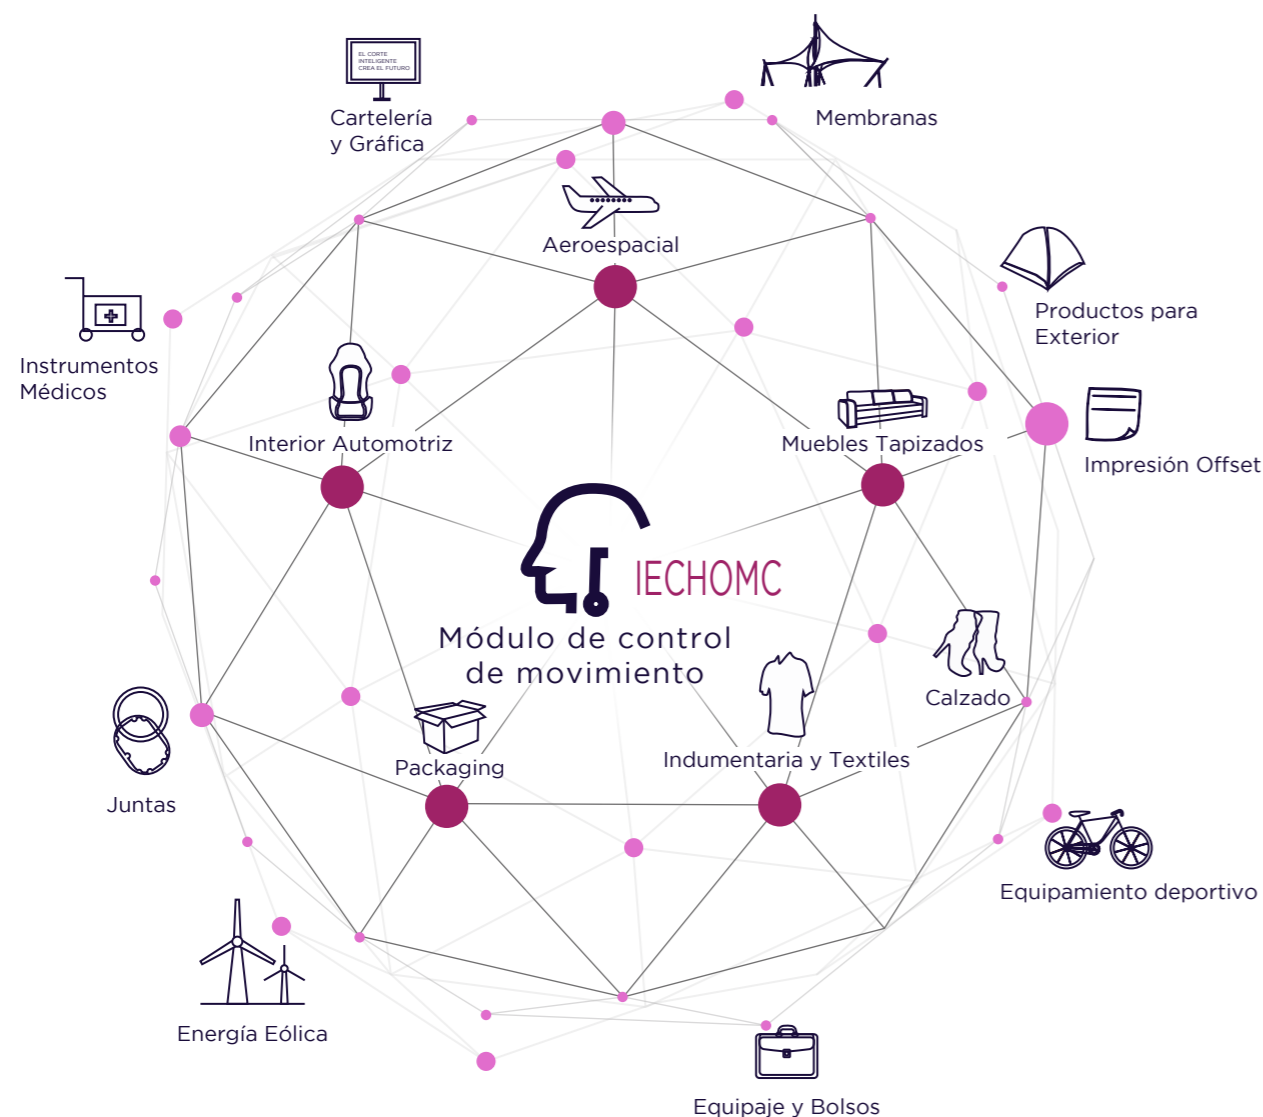 EL CORTE
INTELIGENTE
CREA EL FUTURO
Cartelería
y Gráfica
Membranas
Aeroespacial
Productos para
Exterior
Instrumentos
Médicos
Interior Automotriz
Muebles Tapizados
Impresión Offset
IECHOMC
Módulo de control
de movimiento
Calzado
Packaging
Indumentaria y Textiles
Juntas
Equipamiento deportivo
Energía Eólica
Equipaje y Bolsos